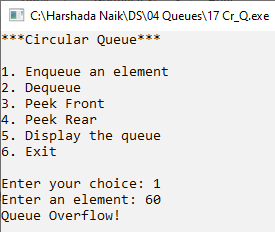 C:\Harshada Naik\DS\04 Queues\17 Cr_Q.exe
***Circular Queue***
1. Enqueue an element
2. Dequeue
3. Peek Front
4. Peek Rear
5. Display the queue
6. Exit
Enter your choice: 1
Enter an element: 60
Queue Overflow!